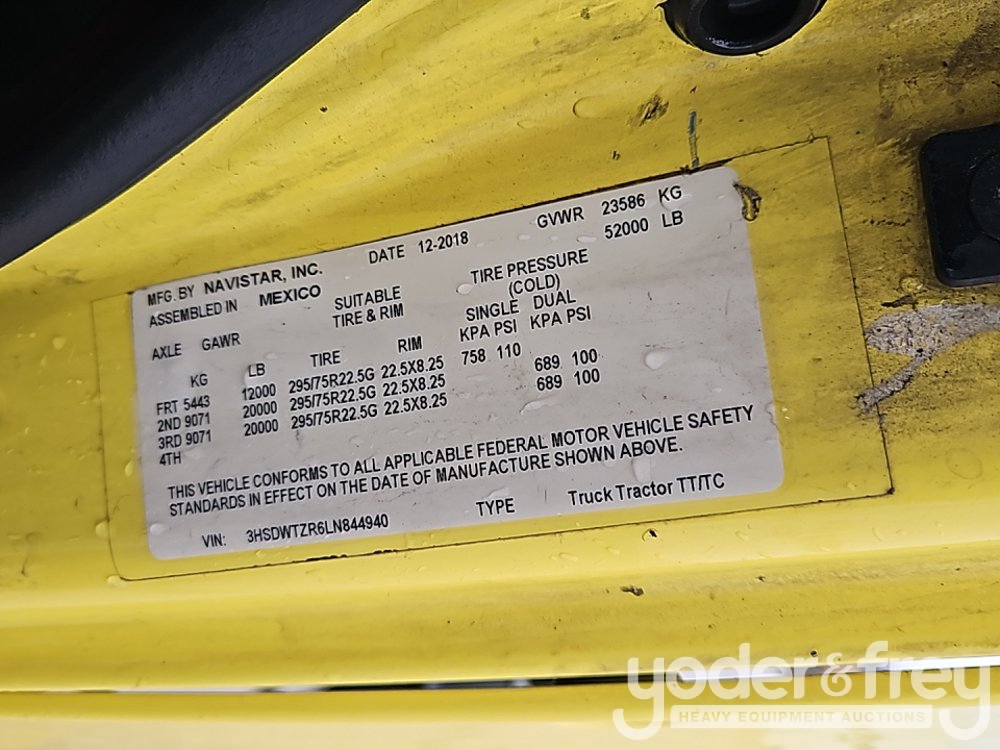 MFG. BY NAVISTAR, INC. DATE 12-2018 GVWR 23586 KG
ASSEMBLED IN MEXICO 52000 LB
SUITABLE TIRE PRESSURE
TIRE & RIM (COLD)
SINGLE DUAL
AXLE GAWR KPA PSI KPA PSI
KG LB TIRE RIM
FRT 5443 12000 295/75R22.5G 22.5X8.25 758 110
2ND 9071 20000 295/75R22.5G 22.5X8.25 689 100
3RD 9071 20000 295/75R22.5G 22.5X8.25 689 100
4TH
THIS VEHICLE CONFORMS TO ALL APPLICABLE FEDERAL MOTOR VEHICLE SAFETY
STANDARDS IN EFFECT ON THE DATE OF MANUFACTURE SHOWN ABOVE.
VIN: 3HSDWTZR6LN844940 TYPE Truck Tractor TT/TC
yoder & frey
HEAVY EQUIPMENT AUCTIONS